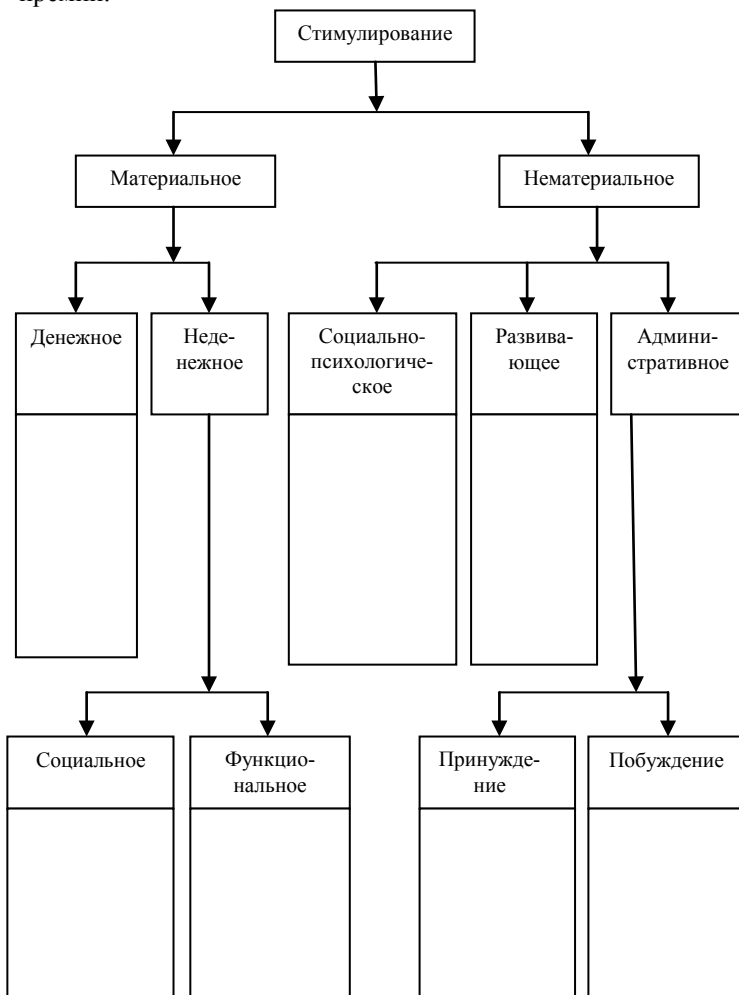 Стимулирование
Материальное
Нематериальное
Денежное
Неде-
нежное
Социально-
психологиче-
ское
Развива-
ющее
Админи-
стративное
Социальное
Функцио-
нальное
Принужде-
ние
Побуждение